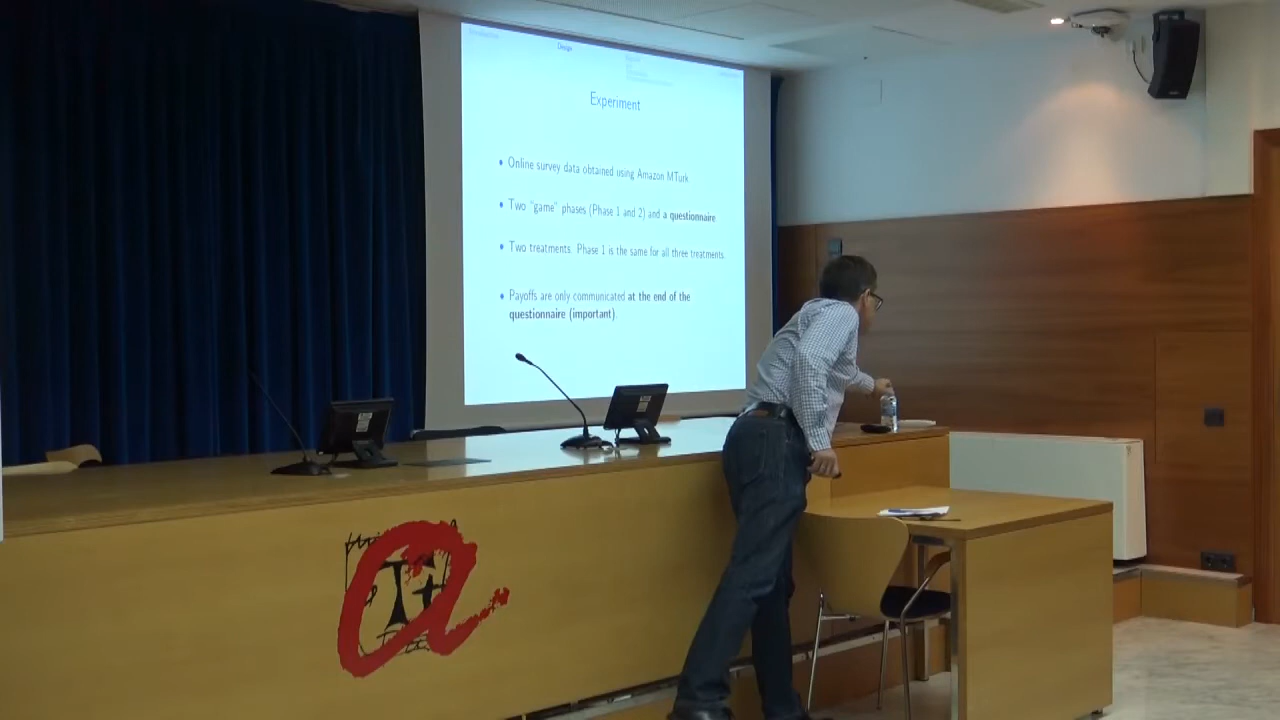 Introduction
Design
Experiment
• Online survey data obtained using Amazon MTurk
• Two "game" phases (Phase 1 and 2) and a questionnaire.
• Two treatments. Phase 1 is the same for all three treatments.
• Payoffs are only communicated at the end of the
questionnaire (important).